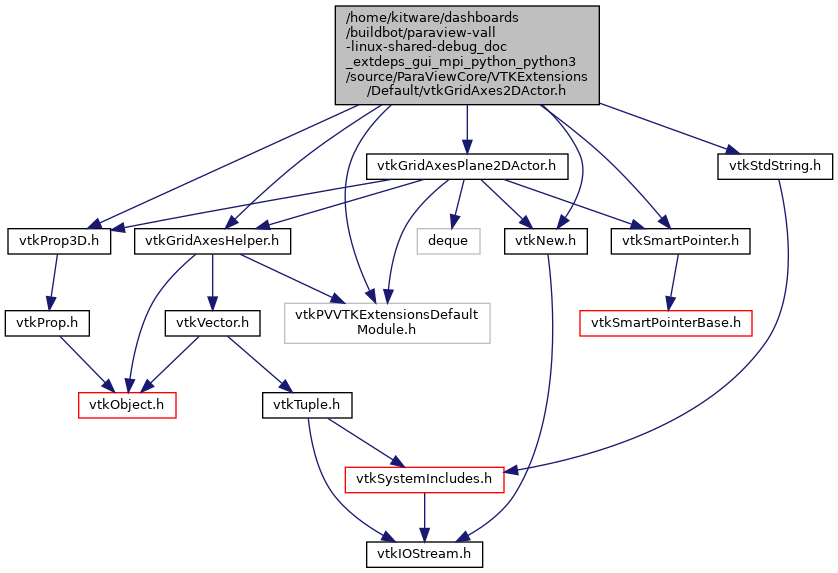 /home/kitware/dashboards
/buildbot/paraview-vall
-linux-shared-debug_doc
_extdeps_gui_mpi_python_python3
/source/ParaViewCore/VTKExtensions
/Default/vtkGridAxes2DActor.h
vtkGridAxesPlane2DActor.h
vtkStdString.h
vtkProp3D.h
vtkGridAxesHelper.h
deque
vtkNew.h
vtkSmartPointer.h
vtkProp.h
vtkVector.h
vtkPVVTKExtensionsDefault
Module.h
vtkSmartPointerBase.h
vtkObject.h
vtkTuple.h
vtkSystemIncludes.h
vtkIOStream.h